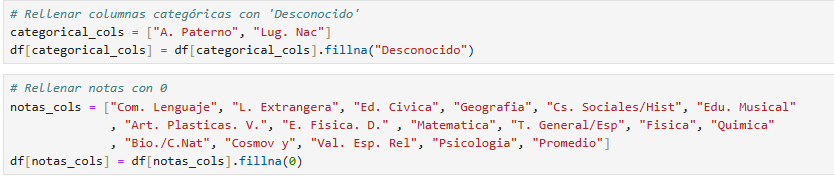 # Rellenar columnas categóricas con 'Desconocido'
categorical_cols = ["A. Paterno", "Lug. Nac"]
df[categorical_cols] = df[categorical_cols].fillna("Desconocido")
# Rellenar notas con 0
notas_cols = ["Com. Lenguaje", "L. Extrangera", "Ed. Civica", "Geografia", "Cs. Sociales/Hist", "Edu. Musical"
, "Art. Plasticas. V.", "E. Fisica. D." , "Matematica", "T. General/Esp", "Fisica", "Quimica"
, "Bio./C.Nat", "Cosmov y", "Val. Esp. Rel", "Psicologia", "Promedio"]
df[notas_cols] = df[notas_cols].fillna(0)